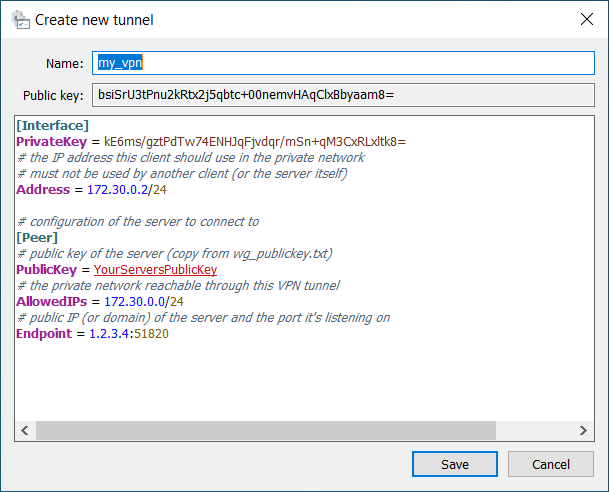 Create new tunnel
Name: my_vpn
Public key: bsiSrU3tPnu2kRtx2j5qbtc+00nemvHAqClxBbyaam8=
[Interface]
PrivateKey = kE6ms/gztPdTw74ENHJqFjvdqr/mSn+qM3CxRLxltk8=
# the IP address this client should use in the private network
# must not be used by another client (or the server itself)
Address = 172.30.0.2/24
# configuration of the server to connect to
[Peer]
# public key of the server (copy from wg_publickey.txt)
PublicKey = YourServersPublicKey
# the private network reachable through this VPN tunnel
AllowedIPs = 172.30.0.0/24
# public IP (or domain) of the server and the port it's listening on
Endpoint = 1.2.3.4:51820
Save Cancel